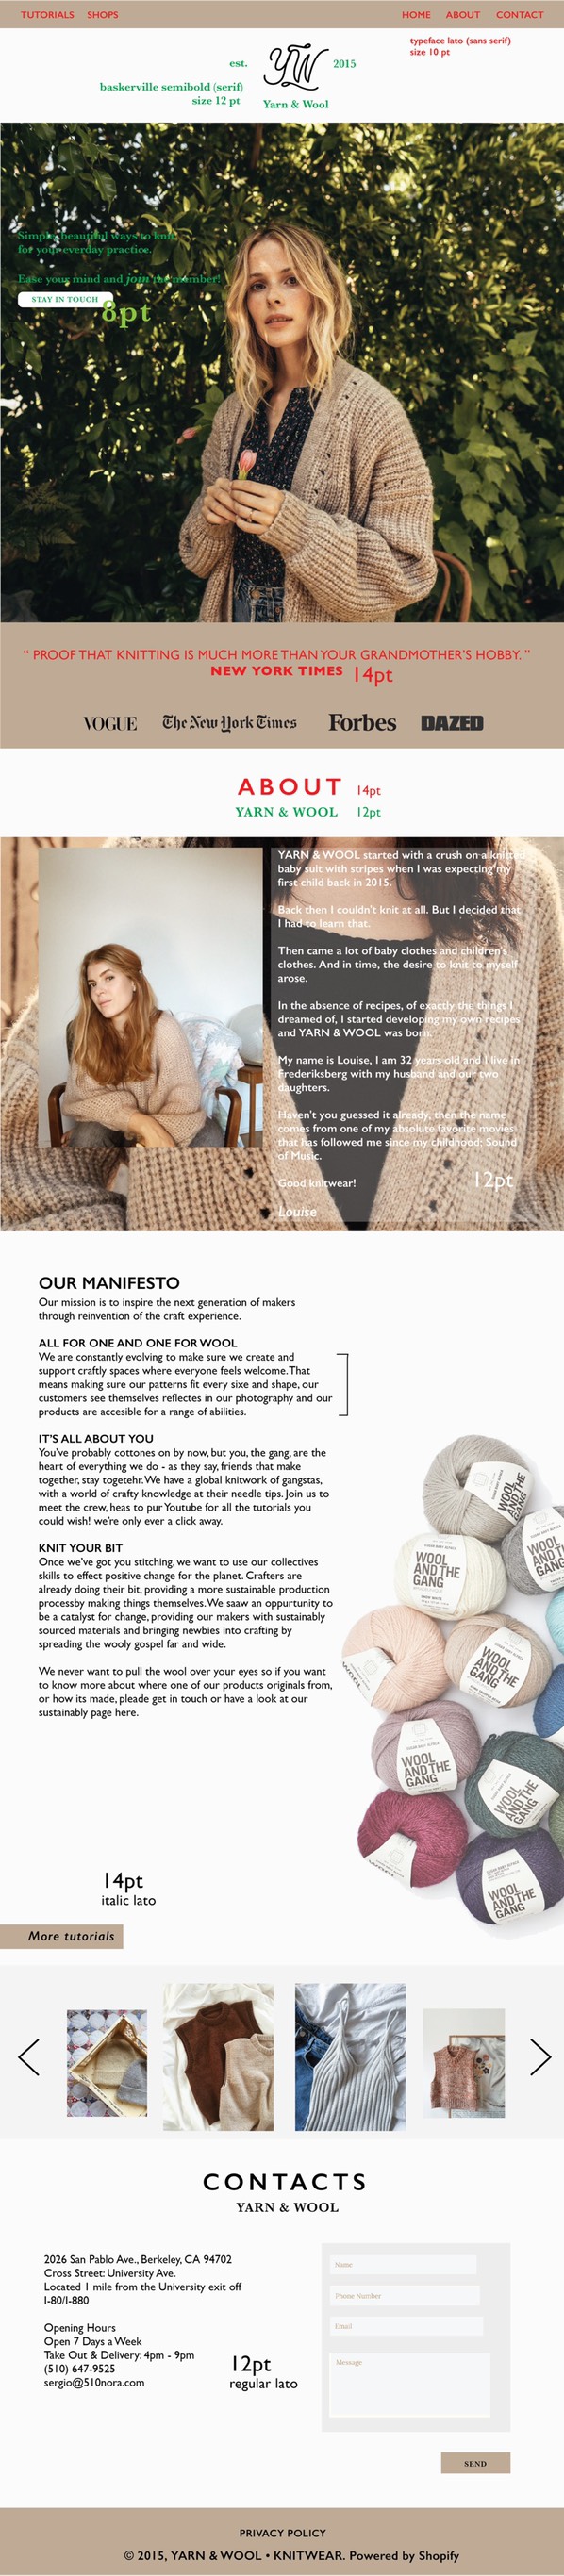 TUTORIALS SHOPS HOME ABOUT CONTACT
typeface lato (sans serif)
size 10 pt
est. YW 2015
baskerville semibold (serif)
size 12 pt
Yarn & Wool
Simple, beautiful ways to knit
for your everday practice.
Ease your mind and join the member!
STAY IN TOUCH
8pt
“ PROOF THAT KNITTING IS MUCH MORE THAN YOUR GRANDMOTHER’S HOBBY. ”
NEW YORK TIMES 14pt
VOGUE The New York Times Forbes DAZED
ABOUT 14pt
YARN & WOOL 12pt
YARN & WOOL started with a crush on a knitted
baby suit with stripes when I was expecting my
first child back in 2015.
Back then I couldn't knit at all. But I decided that
I had to learn that.
Then came a lot of baby clothes and children's
clothes. And in time, the desire to knit to myself
arose.
In the absence of recipes, of exactly the things I
dreamed of, I started developing my own recipes
and YARN & WOOL was born.
My name is Louise, I am 32 years old and I live in
Frederiksberg with my husband and our two
daughters.
Haven't you guessed it already, then the name
comes from one of my absolute favorite movies
that has followed me since my childhood; Sound
of Music.
Good knitwear!
12pt
Louise
OUR MANIFESTO
Our mission is to inspire the next generation of makers
through reinvention of the craft experience.
ALL FOR ONE AND ONE FOR WOOL
We are constantly evolving to make sure we create and
support craftly spaces where everyone feels welcome. That
means making sure our patterns fit every sixe and shape, our
customers see themselves reflectes in our photography and our
products are accesible for a range of abilities.
IT’S ALL ABOUT YOU
You’ve probably cottones on by now, but you, the gang, are the
heart of everything we do - as they say, friends that make
together, stay togetehr. We have a global knitwork of gangstas,
with a world of crafty knowledge at their needle tips. Join us to
meet the crew, heas to pur Youtube for all the tutorials you
could wish! we’re only ever a click away.
KNIT YOUR BIT
Once we’ve got you stitching, we want to use our collectives
skills to effect positive change for the planet. Crafters are
already doing their bit, providing a more sustainable production
processby making things themselves. We saaw an oppurtunity to
be a catalyst for change, providing our makers with sustainably
sourced materials and bringing newbies into crafting by
spreading the wooly gospel far and wide.
We never want to pull the wool over your eyes so if you want
to know more about where one of our products originals from,
or how its made, pleade get in touch or have a look at our
sustainably page here.
WOOL
AND THE
GANG
WOOL
AND THE
GANG
WOOL
AND THE
GANG
WOOL
AND THE
GANG
WOOL
AND THE
GANG
WOOL
AND THE
GANG
WOOL
AND THE
GANG
14pt
italic lato
More tutorials
CONTACTS
YARN & WOOL
2026 San Pablo Ave., Berkeley, CA 94702
Cross Street: University Ave.
Located 1 mile from the University exit off
I-80/I-880
Opening Hours
Open 7 Days a Week
Take Out & Delivery: 4pm - 9pm
(510) 647-9525
sergio@510nora.com
12pt
regular lato
Name
Phone Number
Email
Message
SEND
PRIVACY POLICY
© 2015, YARN & WOOL • KNITWEAR. Powered by Shopify